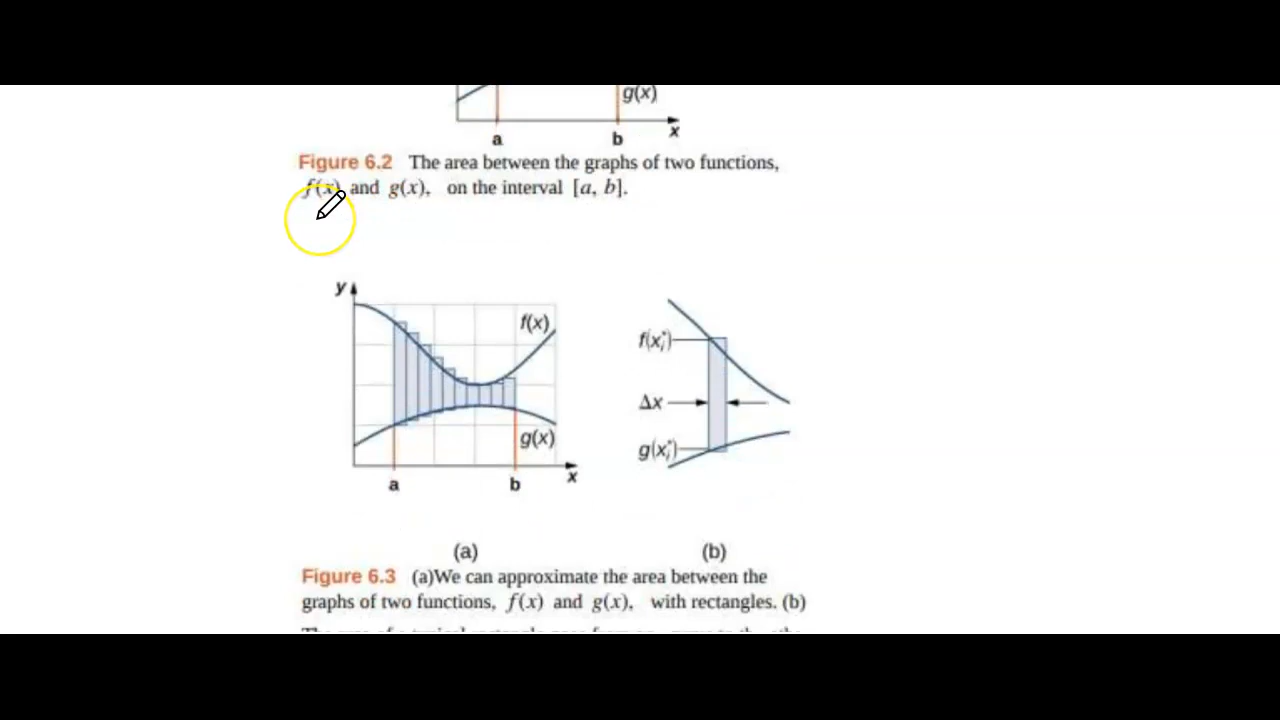 g(x)
a b x
Figure 6.2 The area between the graphs of two functions,
f(x) and g(x), on the interval [a, b].
y
f(x)
g(x)
a b x
f(x*i)
Δx
g(x*i)
(a) (b)
Figure 6.3 (a)We can approximate the area between the
graphs of two functions, f(x) and g(x), with rectangles. (b)